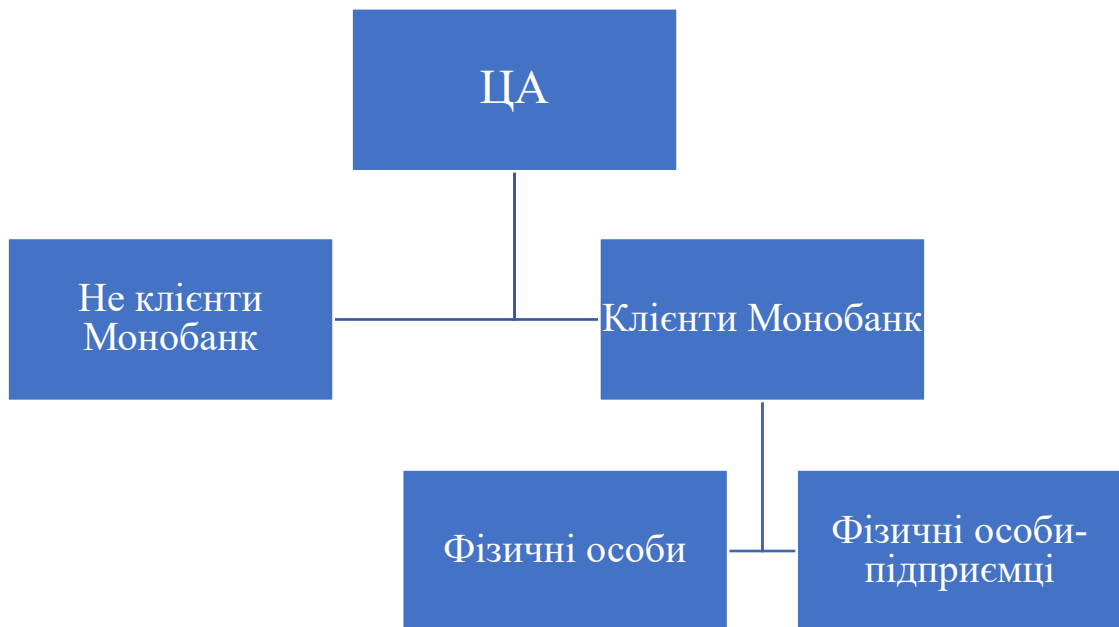 ЦА
Не клієнти
Монобанк
Клієнти Монобанк
Фізичні особи
Фізичні особи-
підприємці